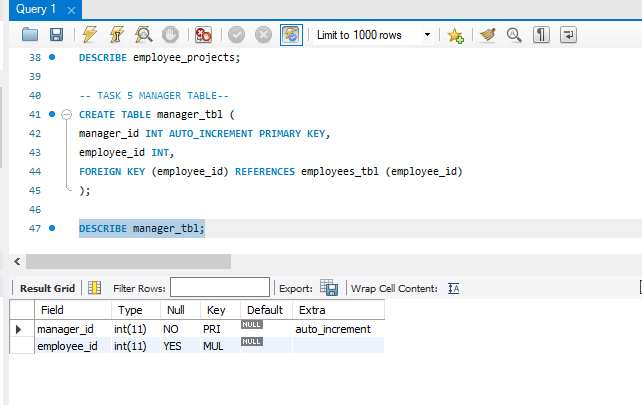 Query 1
Limit to 1000 rows
38 DESCRIBE employee_projects;
39
40 -- TASK 5 MANAGER TABLE--
41 CREATE TABLE manager_tbl (
42 manager_id INT AUTO_INCREMENT PRIMARY KEY,
43 employee_id INT,
44 FOREIGN KEY (employee_id) REFERENCES employees_tbl (employee_id)
45 );
46
47 DESCRIBE manager_tbl;
Result Grid Filter Rows: Export: Wrap Cell Content:
Field Type Null Key Default Extra
manager_id int(11) NO PRI NULL auto_increment
employee_id int(11) YES MUL NULL